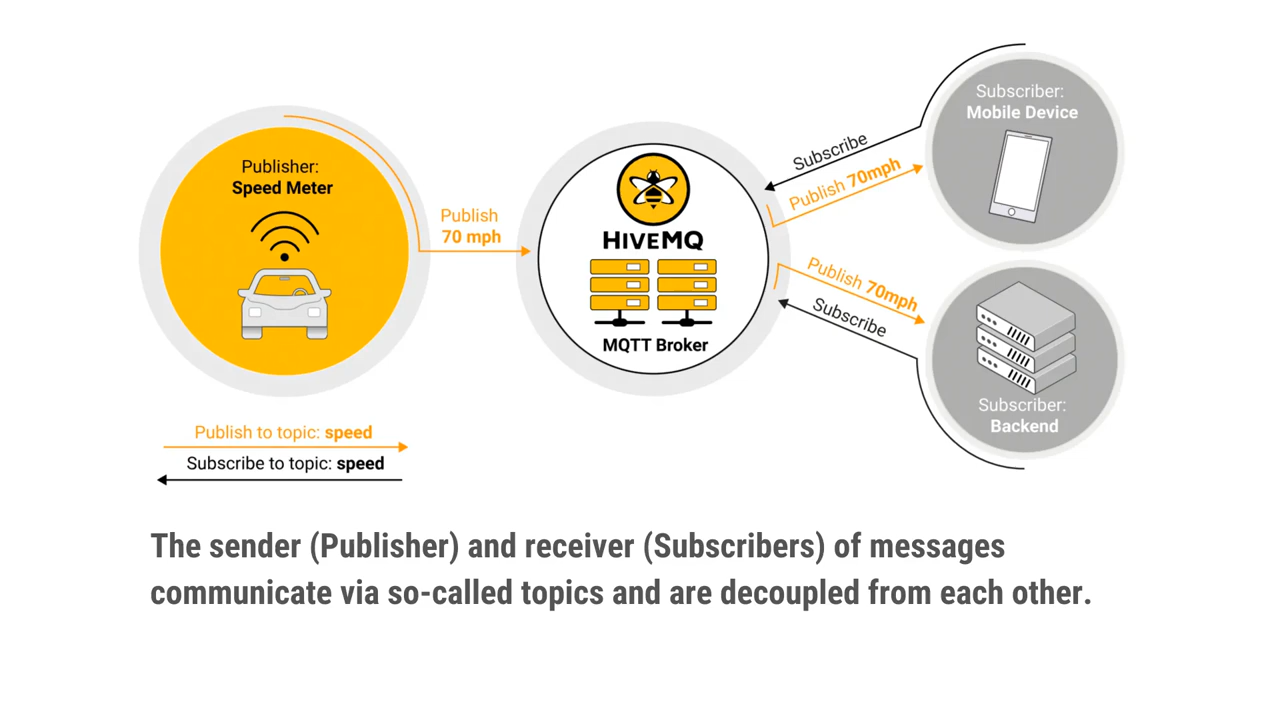 Publisher:
Speed Meter
Publish
70 mph
HIVEMQ
MQTT Broker
Subscribe
Publish 70mph
Subscriber:
Mobile Device
Publish 70mph
Subscribe
Subscriber:
Backend
Publish to topic: speed
Subscribe to topic: speed
The sender (Publisher) and receiver (Subscribers) of messages
communicate via so-called topics and are decoupled from each other.